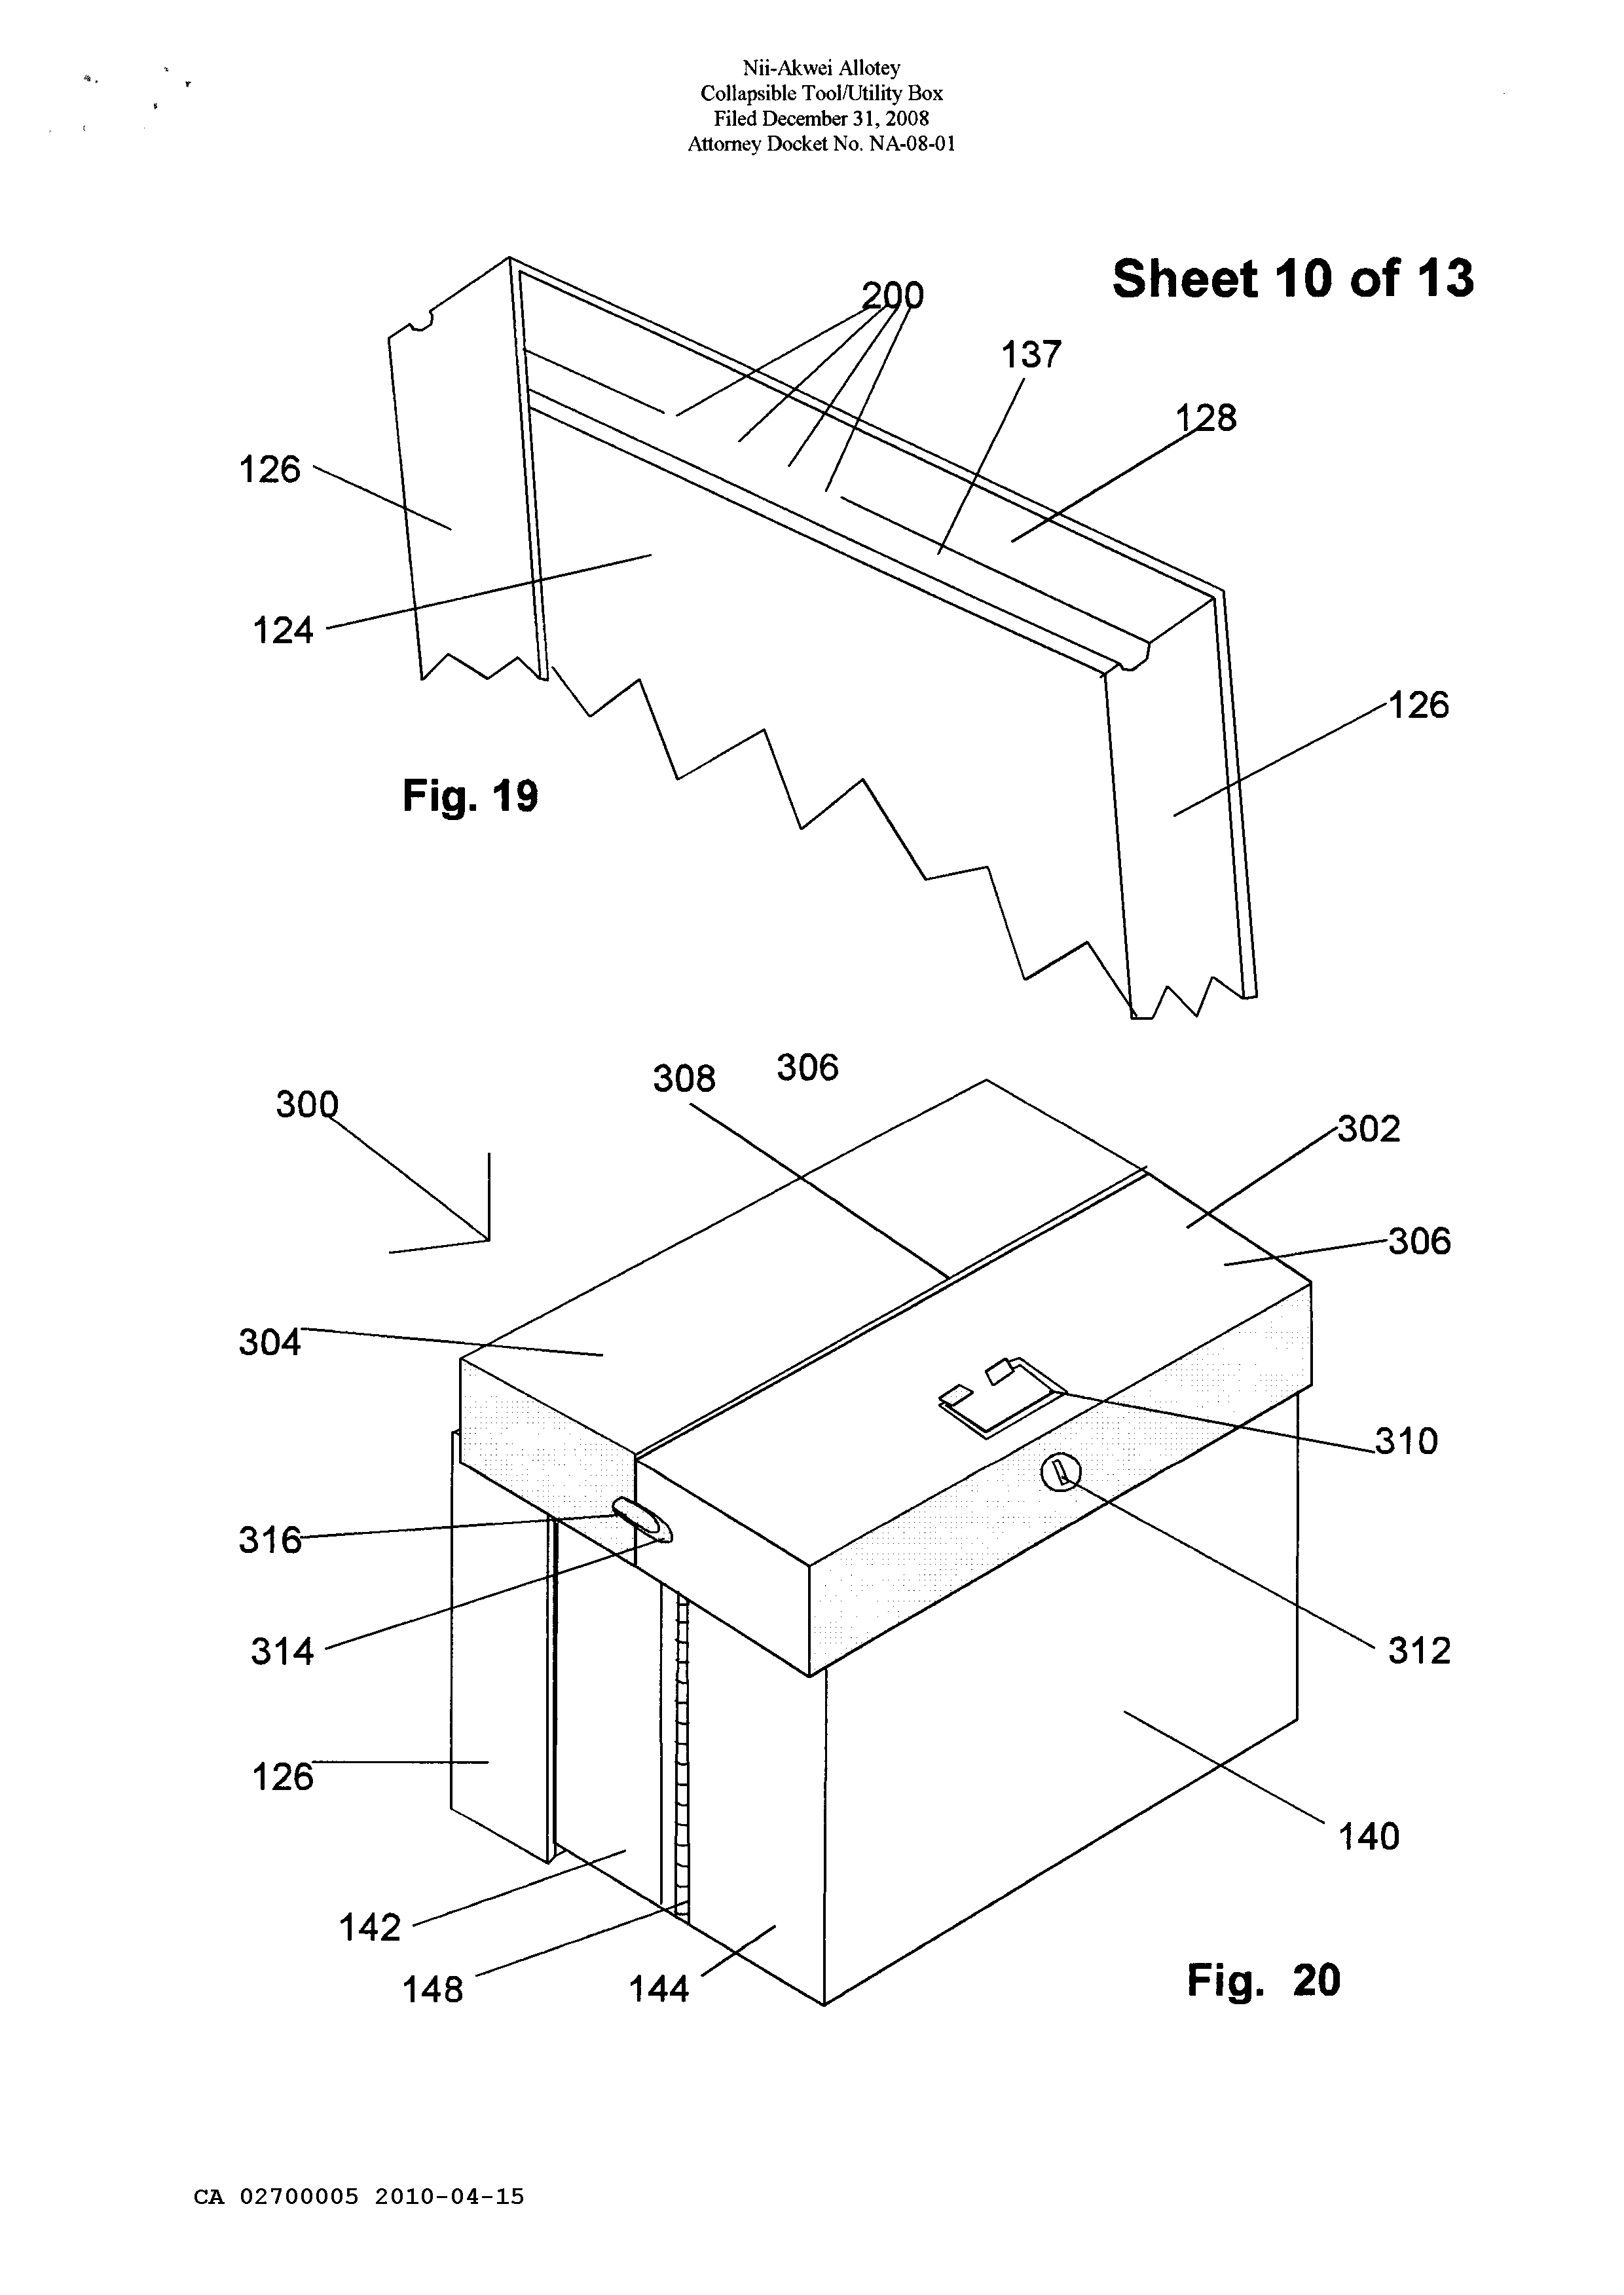 Nii-Akwei Allotey
Collapsible Tool/Utility Box
Filed December 31, 2008
Attorney Docket No. NA-08-01
Sheet 10 of 13
200
137
128
126
124
126
Fig. 19
308
306
300
302
306
304
310
316
314
312
126
140
142
148
144
Fig. 20
CA 02700005 2010-04-15